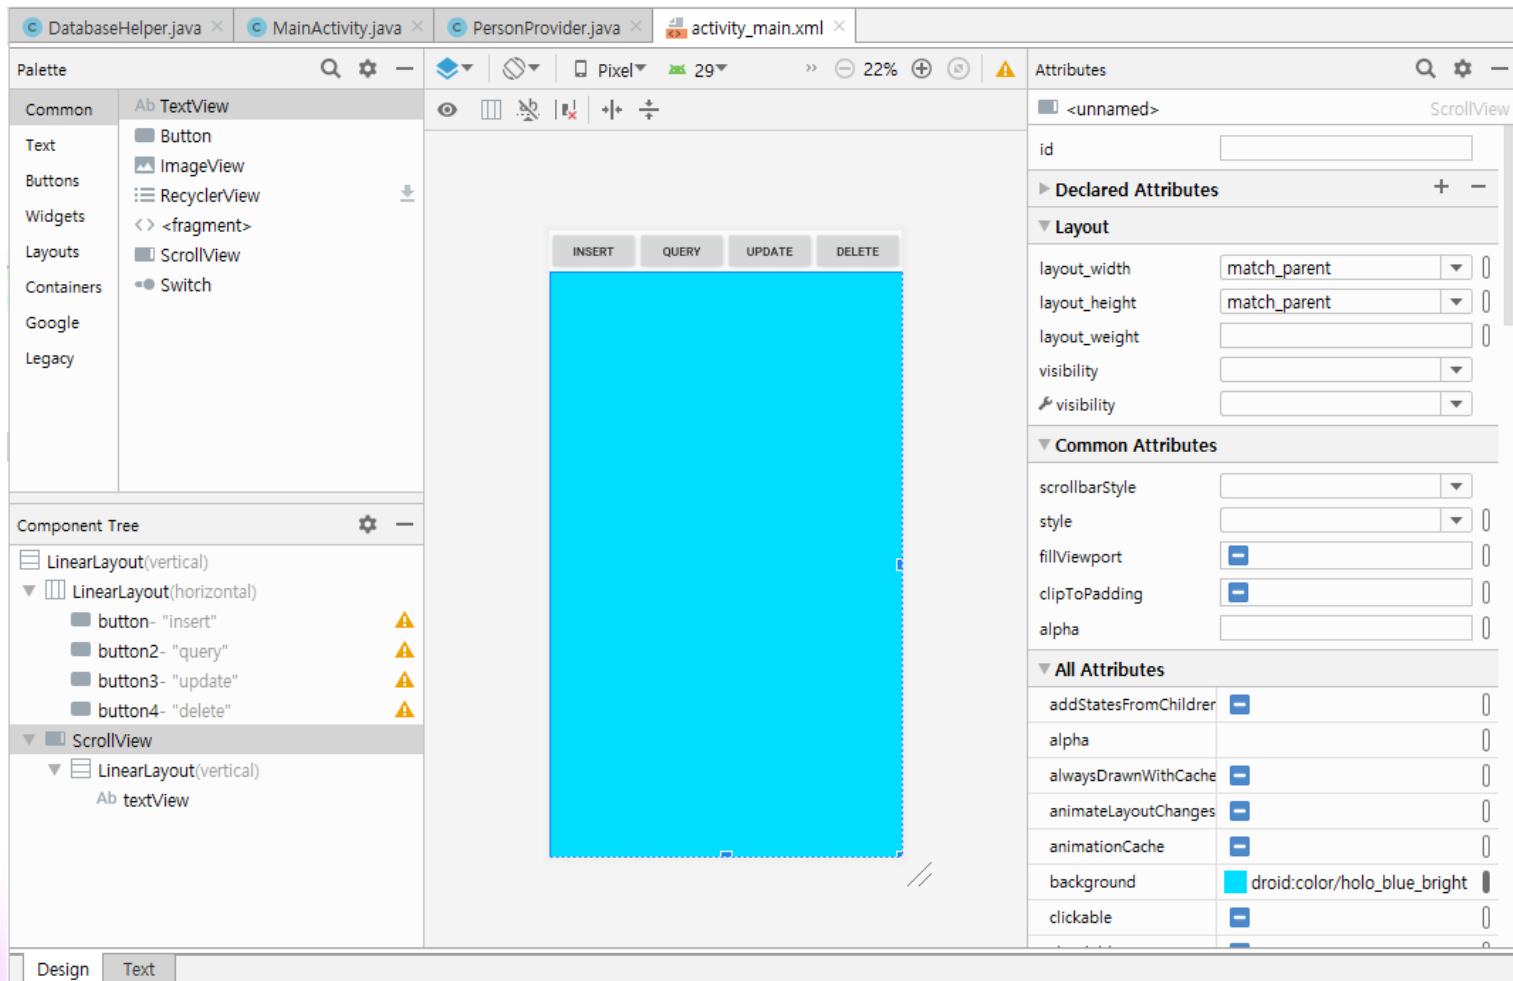 DatabaseHelper.java
MainActivity.java
PersonProvider.java
activity_main.xml
Palette
Pixel
29
22%
Attributes
Common
Text
Buttons
Widgets
Layouts
Containers
Google
Legacy
Ab TextView
Button
ImageView
RecyclerView
<fragment>
ScrollView
Switch
<unnamed>
ScrollView
id
Declared Attributes
Layout
layout_width match_parent
layout_height match_parent
layout_weight
visibility
visibility
Common Attributes
scrollbarStyle
style
fillViewport
clipToPadding
alpha
All Attributes
addStatesFromChildren
alpha
alwaysDrawnWithCache
animateLayoutChanges
animationCache
background droid:color/holo_blue_bright
clickable
INSERT QUERY UPDATE DELETE
Component Tree
LinearLayout(vertical)
LinearLayout(horizontal)
button- "insert"
button2- "query"
button3- "update"
button4- "delete"
ScrollView
LinearLayout(vertical)
Ab textView
Design Text